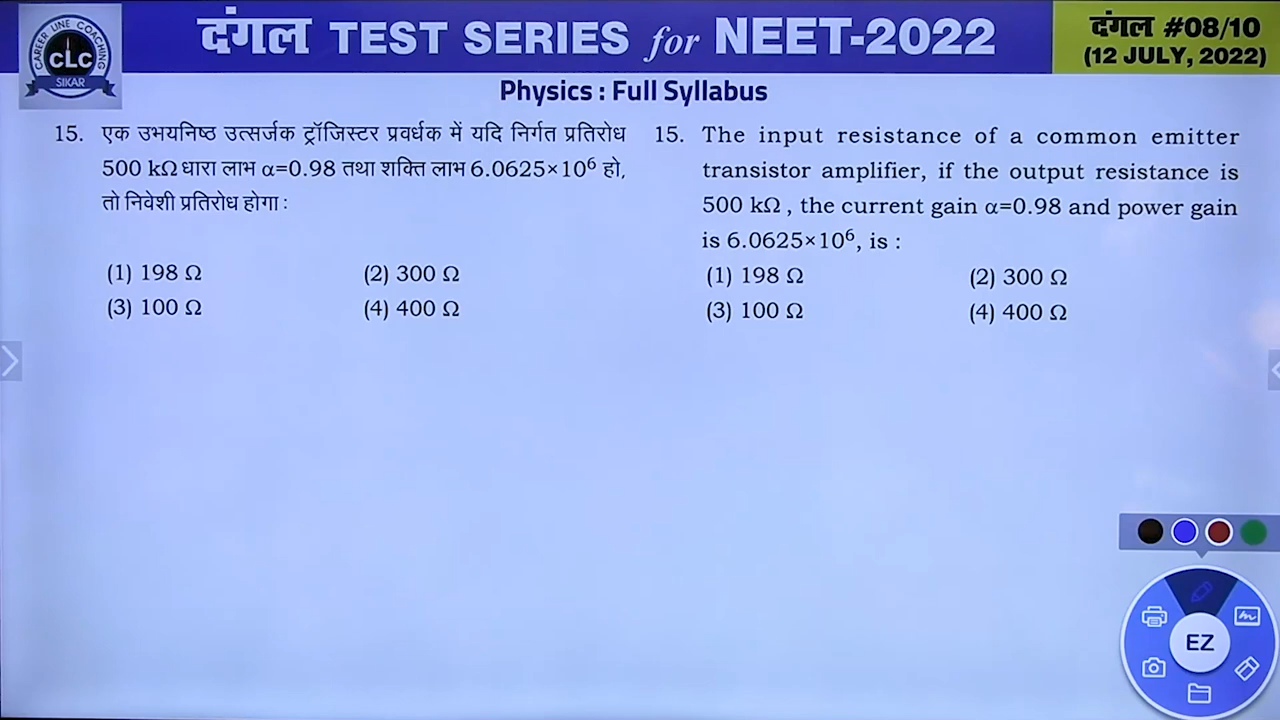 दंगल TEST SERIES for NEET-2022
दंगल #08/10
(12 JULY, 2022)
CAREER LINE COACHING
CLC
SIKAR
Physics : Full Syllabus
15. एक उभयनिष्ठ उत्सर्जक ट्रॉजिस्टर प्रवर्धक में यदि निर्गत प्रतिरोध
500 kΩ धारा लाभ α=0.98 तथा शक्ति लाभ 6.0625×10⁶ हो,
तो निवेशी प्रतिरोध होगा :
(1) 198 Ω (2) 300 Ω
(3) 100 Ω (4) 400 Ω
15. The input resistance of a common emitter
transistor amplifier, if the output resistance is
500 kΩ , the current gain α=0.98 and power gain
is 6.0625×10⁶, is :
(1) 198 Ω (2) 300 Ω
(3) 100 Ω (4) 400 Ω
EZ